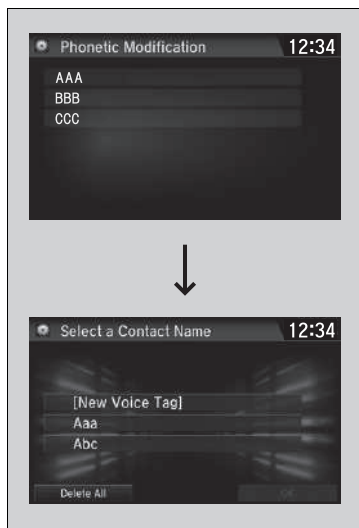 Phonetic Modification 12:34
AAA
BBB
CCC
Select a Contact Name 12:34
[New Voice Tag]
Aaa
Abc
Delete All OK